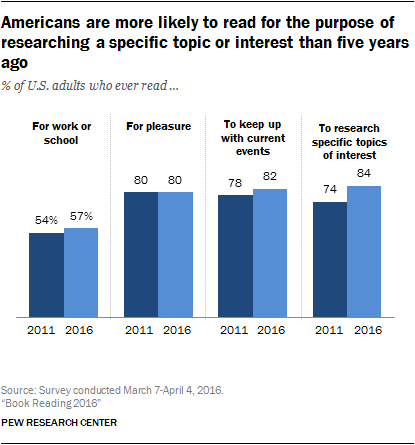 Americans are more likely to read for the purpose of
researching a specific topic or interest than five years
ago
% of U.S. adults who ever read ...
For work or
school
For pleasure
To keep up
with current
events
To research
specific topics
of interest
54% 57%
80 80
78 82
74 84
2011 2016 2011 2016 2011 2016 2011 2016
Source: Survey conducted March 7-April 4, 2016.
“Book Reading 2016”
PEW RESEARCH CENTER